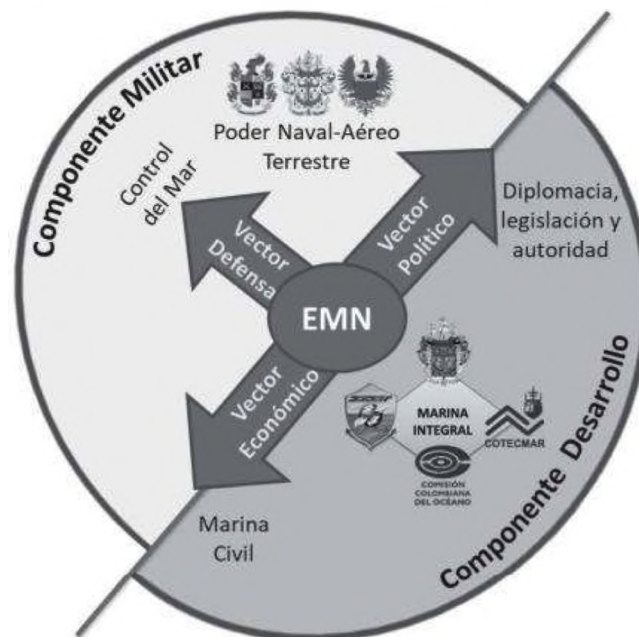 Componente Militar
Poder Naval-Aéreo
Terrestre
Control
del Mar
Vector
Defensa
Vector
Político
Diplomacia,
legislación y
autoridad
EMN
Vector
Económico
MARINA
INTEGRAL
COTECMAR
COMISIÓN
COLOMBIANA
DEL OCÉANO
Marina
Civil
Componente Desarrollo